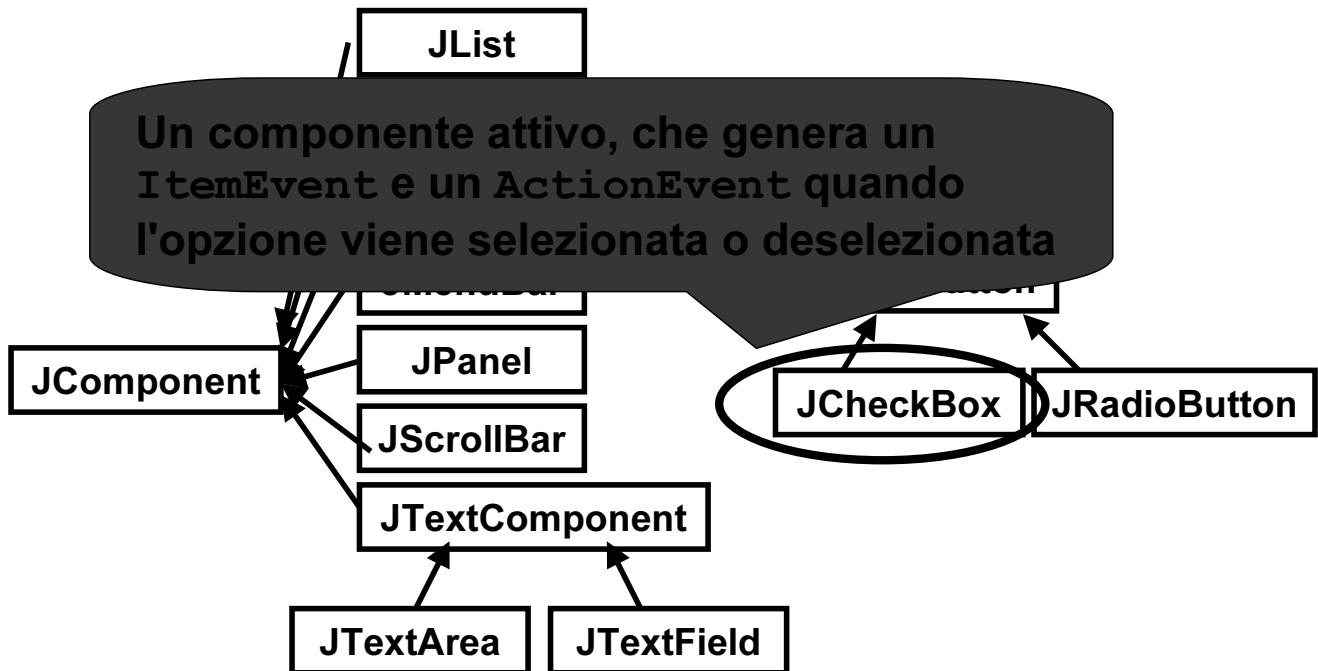 JList
Un componente attivo, che genera un
ItemEvent e un ActionEvent quando
l'opzione viene selezionata o deselezionata
JPanel
JComponent
JCheckBox
JRadioButton
JScrollBar
JTextComponent
JTextArea
JTextField